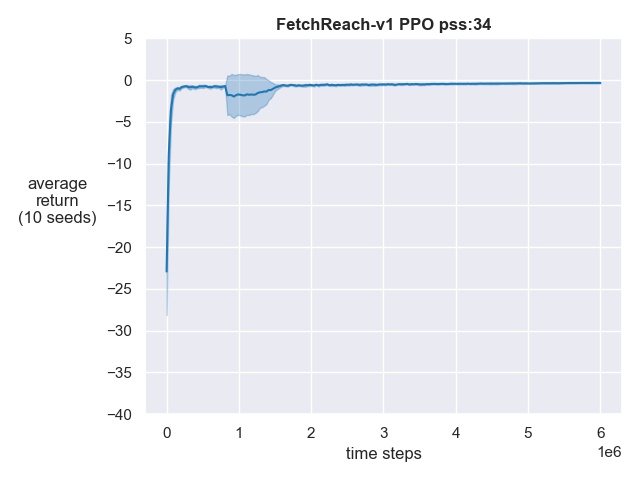 FetchReach-v1 PPO pss:34
5
0
−5
−10
−15
−20
−25
−30
−35
−40
average
return
(10 seeds)
0 1 2 3 4 5 6
1e6
time steps